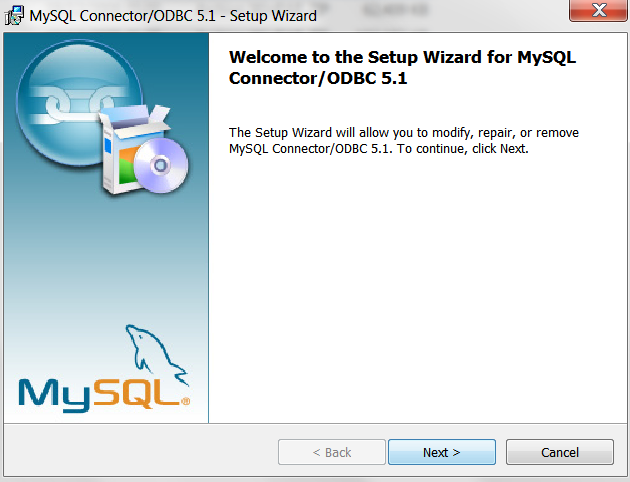 MySQL Connector/ODBC 5.1 - Setup Wizard
Welcome to the Setup Wizard for MySQL
Connector/ODBC 5.1
The Setup Wizard will allow you to modify, repair, or remove
MySQL Connector/ODBC 5.1. To continue, click Next.
MySQL®
< Back
Next >
Cancel